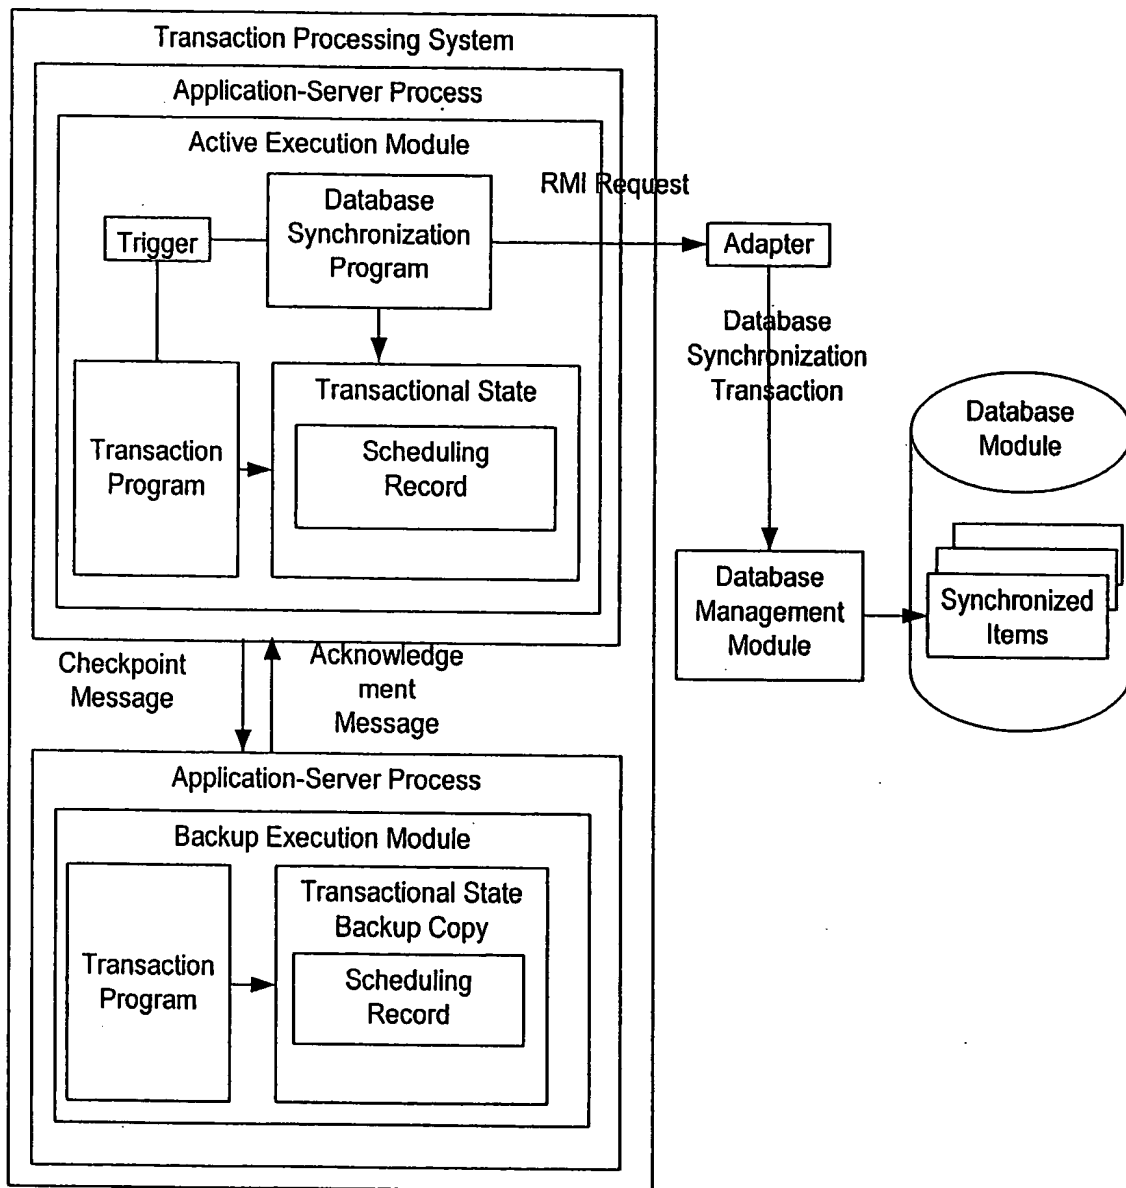 Transaction Processing System
Application-Server Process
Active Execution Module
RMI Request
Database
Synchronization
Program
Trigger
Adapter
Database
Synchronization
Transaction
Transactional State
Scheduling
Record
Transaction
Program
Database
Module
Database
Management
Module
Synchronized
Items
Checkpoint
Message
Acknowledge
ment
Message
Application-Server Process
Backup Execution Module
Transactional State
Backup Copy
Transaction
Program
Scheduling
Record